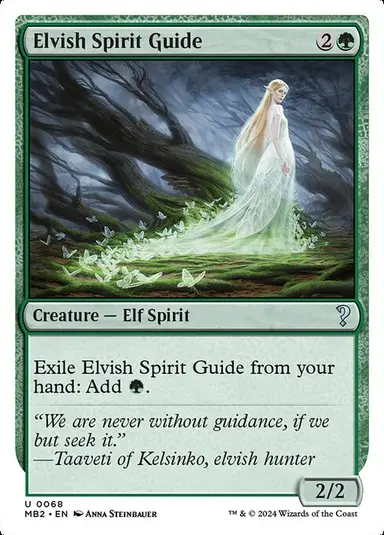 Elvish Spirit Guide 2
Creature — Elf Spirit
Exile Elvish Spirit Guide from your
hand: Add .
“We are never without guidance, if we
but seek it.”
—Taaveti of Kelsinko, elvish hunter
2/2
U 0068
MB2 • EN Anna Steinbauer
™ & © 2024 Wizards of the Coast